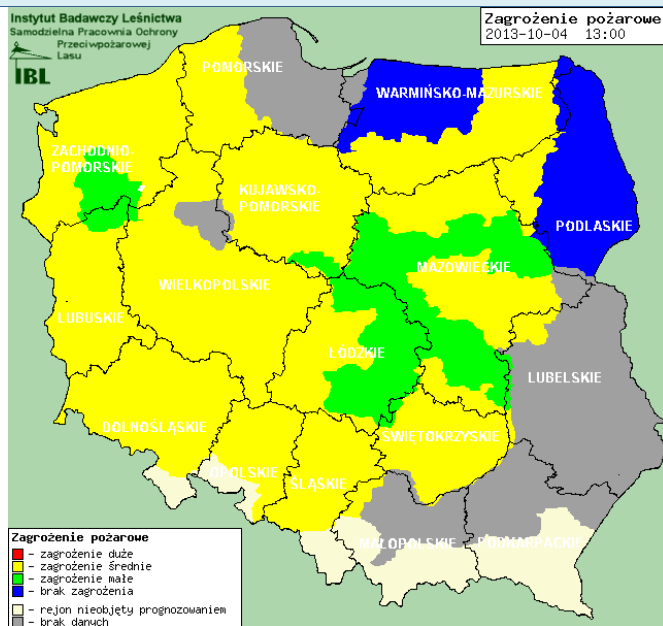 Instytut Badawczy Leśnictwa
Samodzielna Pracownia Ochrony
Przeciwpożarowej
Lasu
IBL
Zagrożenie pożarowe
2013-10-04 13:00
POMORSKIE
WARMIŃSKO-MAZURSKIE
ZACHODNIO-
POMORSKIE
KUJAWSKO-
POMORSKIE
PODLASKIE
MAZOWIECKIE
WIELKOPOLSKIE
LUBUSKIE
ŁÓDZKIE
LUBELSKIE
DOLNOŚLĄSKIE
ŚWIĘTOKRZYSKIE
OPOLSKIE
ŚLĄSKIE
MAŁOPOLSKIE
PODKARPACKIE
Zagrożenie pożarowe
- zagrożenie duże
- zagrożenie średnie
- zagrożenie małe
- brak zagrożenia
- rejon nieobjęty prognozowaniem
- brak danych